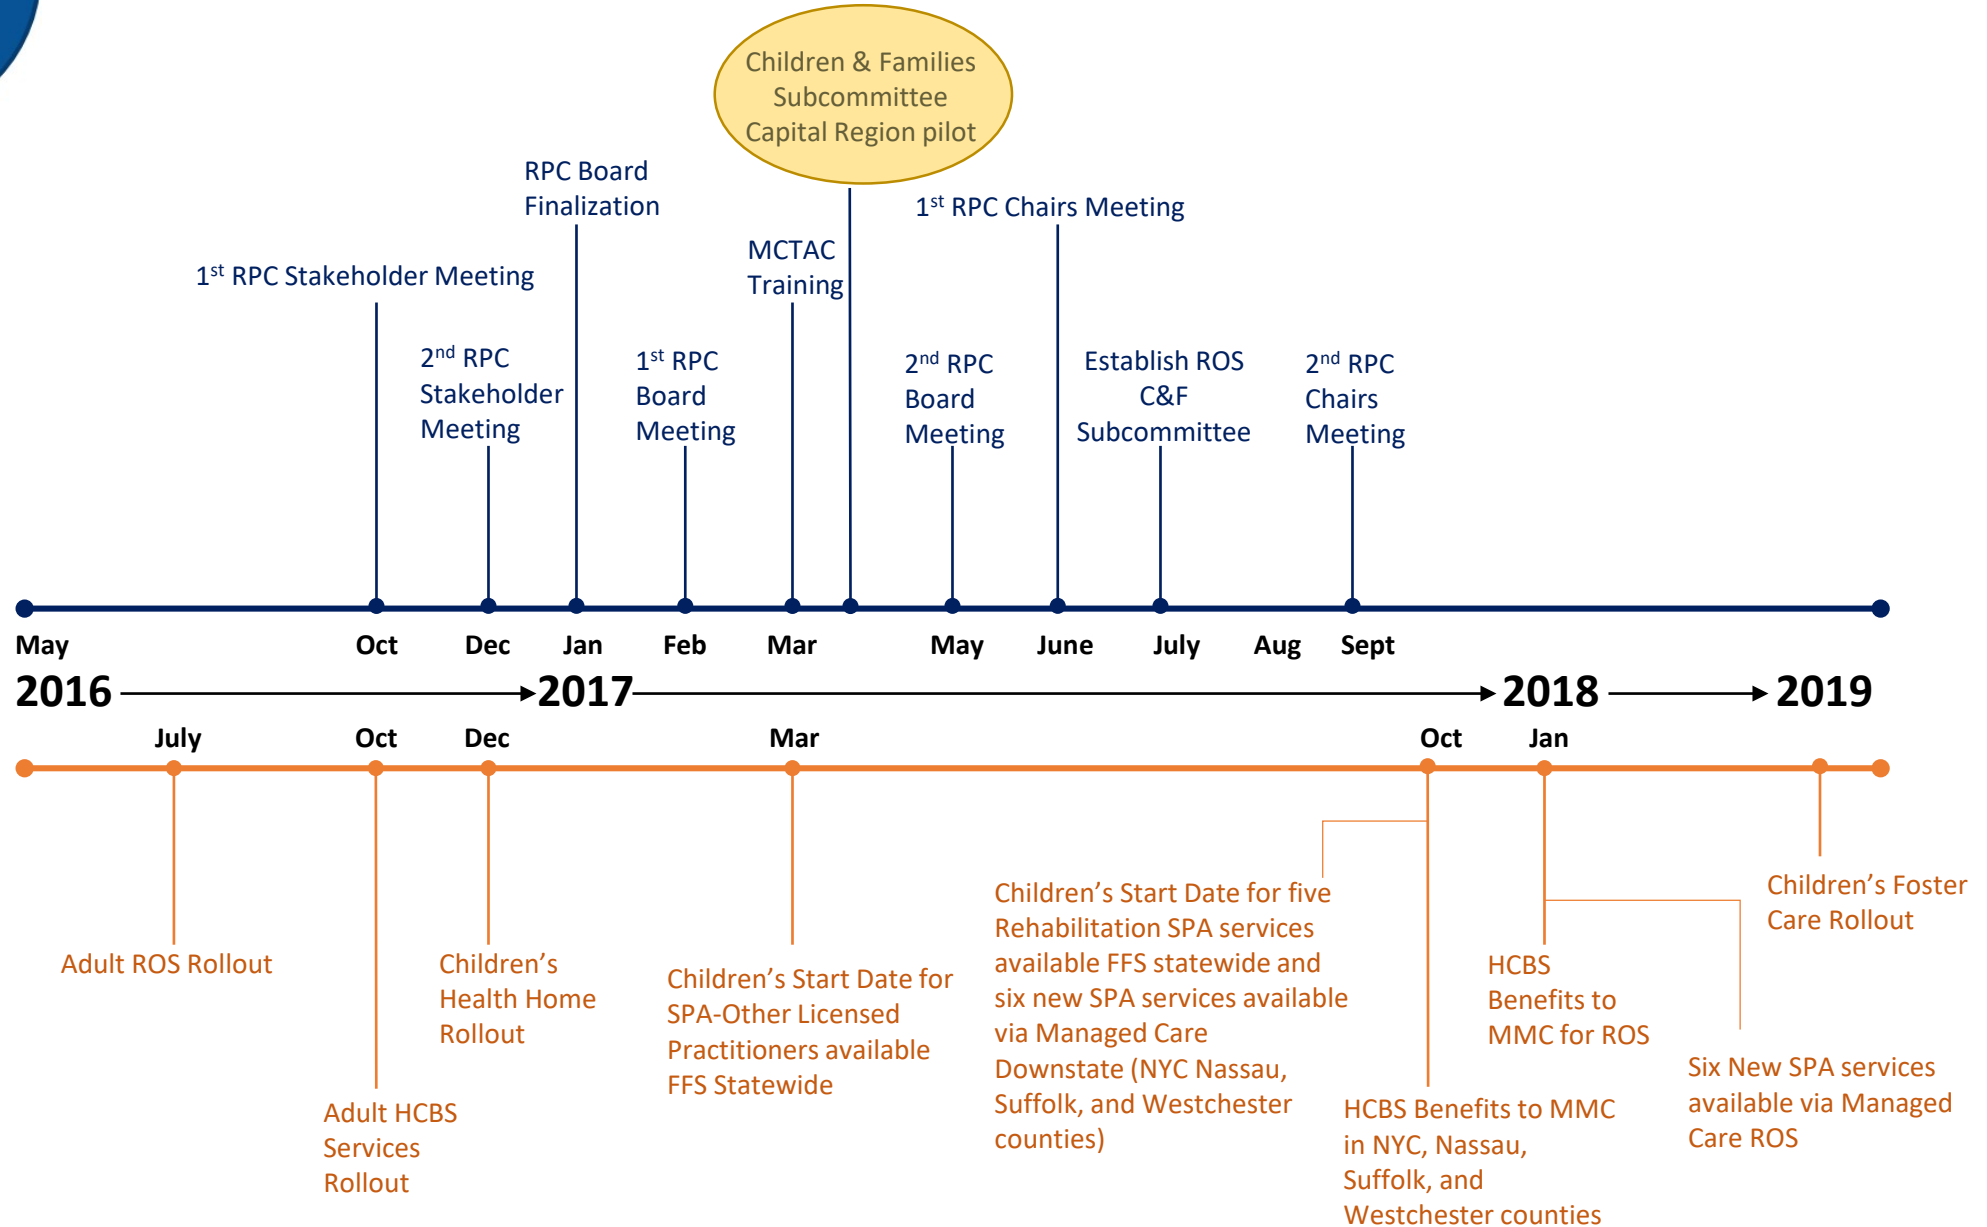 Children & Families
Subcommittee
Capital Region pilot
RPC Board
Finalization
1st RPC Chairs Meeting
MCTAC
Training
1st RPC Stakeholder Meeting
2nd RPC
Stakeholder
Meeting
1st RPC
Board
Meeting
2nd RPC
Board
Meeting
Establish ROS
C&F
Subcommittee
2nd RPC
Chairs
Meeting
May Oct Dec Jan Feb Mar May June July Aug Sept
2016 2017 2018 2019
July Oct Dec Mar Oct Jan
Adult ROS Rollout
Adult HCBS
Services
Rollout
Children’s
Health Home
Rollout
Children’s Start Date for
SPA-Other Licensed
Practitioners available
FFS Statewide
Children’s Start Date for five
Rehabilitation SPA services
available FFS statewide and
six new SPA services available
via Managed Care
Downstate (NYC Nassau,
Suffolk, and Westchester
counties)
HCBS Benefits to MMC
in NYC, Nassau,
Suffolk, and
Westchester counties
HCBS
Benefits to
MMC for ROS
Six New SPA services
available via Managed
Care ROS
Children’s Foster
Care Rollout